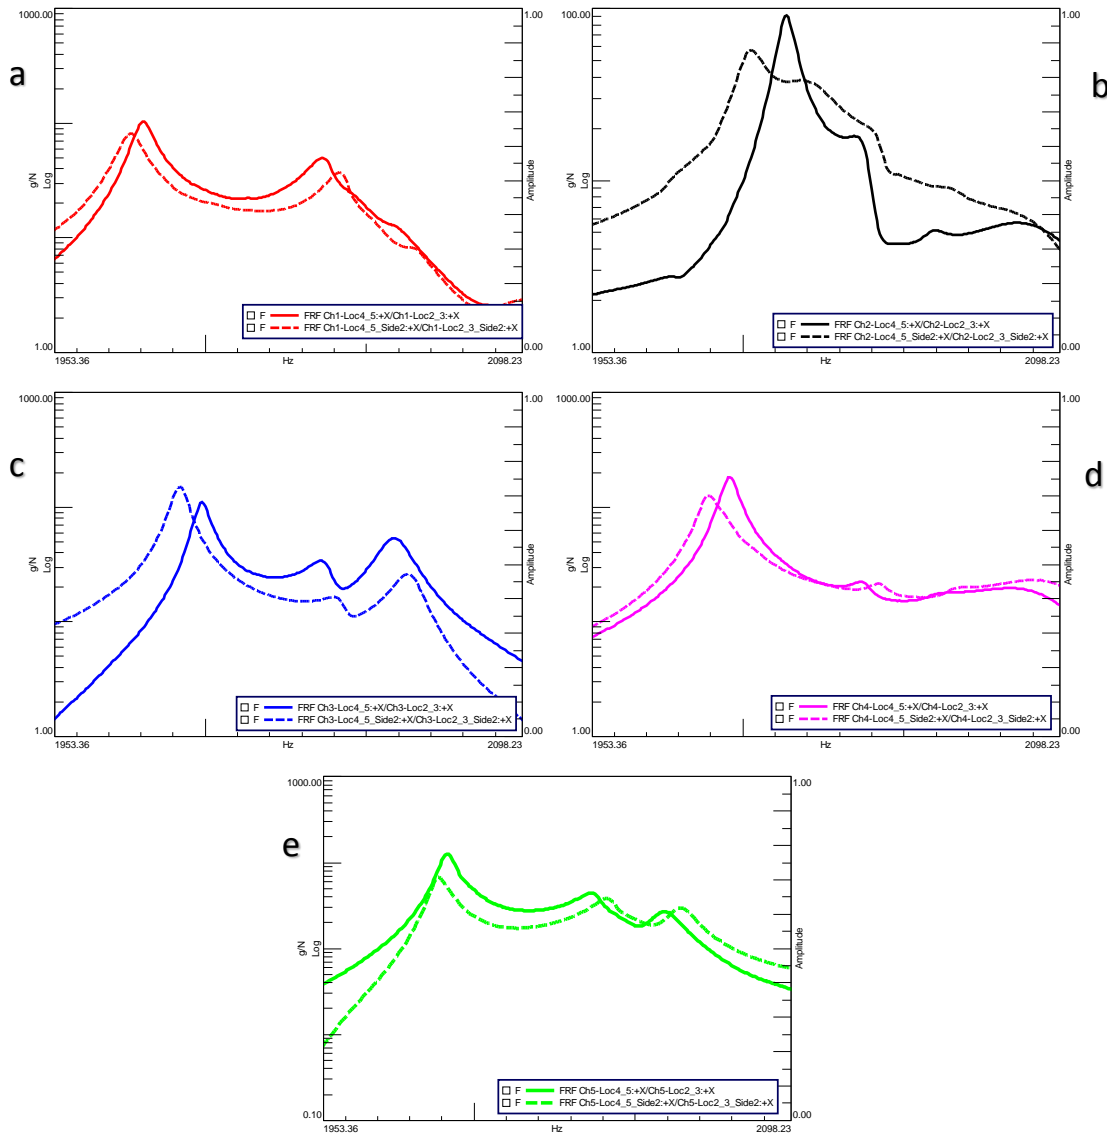 a
1000.00
1.00
g/N
Log
1953.36
Hz
2098.23
0.00
Amplitude
F FRF Ch1-Loc4_5:+X/Ch1-Loc2_3:+X
F FRF Ch1-Loc4_5_Side2:+X/Ch1-Loc2_3_Side2:+X
b
100.00
1.00
g/N
Log
1.00
1953.36
Hz
2098.23
0.00
Amplitude
F FRF Ch2-Loc4_5:+X/Ch2-Loc2_3:+X
F FRF Ch2-Loc4_5_Side2:+X/Ch2-Loc2_3_Side2:+X
c
1000.00
1.00
g/N
Log
1.00
1953.36
Hz
2098.23
Amplitude
F FRF Ch3-Loc4_5:+X/Ch3-Loc2_3:+X
F FRF Ch3-Loc4_5_Side2:+X/Ch3-Loc2_3_Side2:+X
d
1000.00
1.00
g/N
Log
1.00
1953.36
Hz
2098.23
0.00
Amplitude
F FRF Ch4-Loc4_5:+X/Ch4-Loc2_3:+X
F FRF Ch4-Loc4_5_Side2:+X/Ch4-Loc2_3_Side2:+X
e
1000.00
1.00
g/N
Log
0.10
1953.36
Hz
2098.23
0.00
Amplitude
F FRF Ch5-Loc4_5:+X/Ch5-Loc2_3:+X
F FRF Ch5-Loc4_5_Side2:+X/Ch5-Loc2_3_Side2:+X